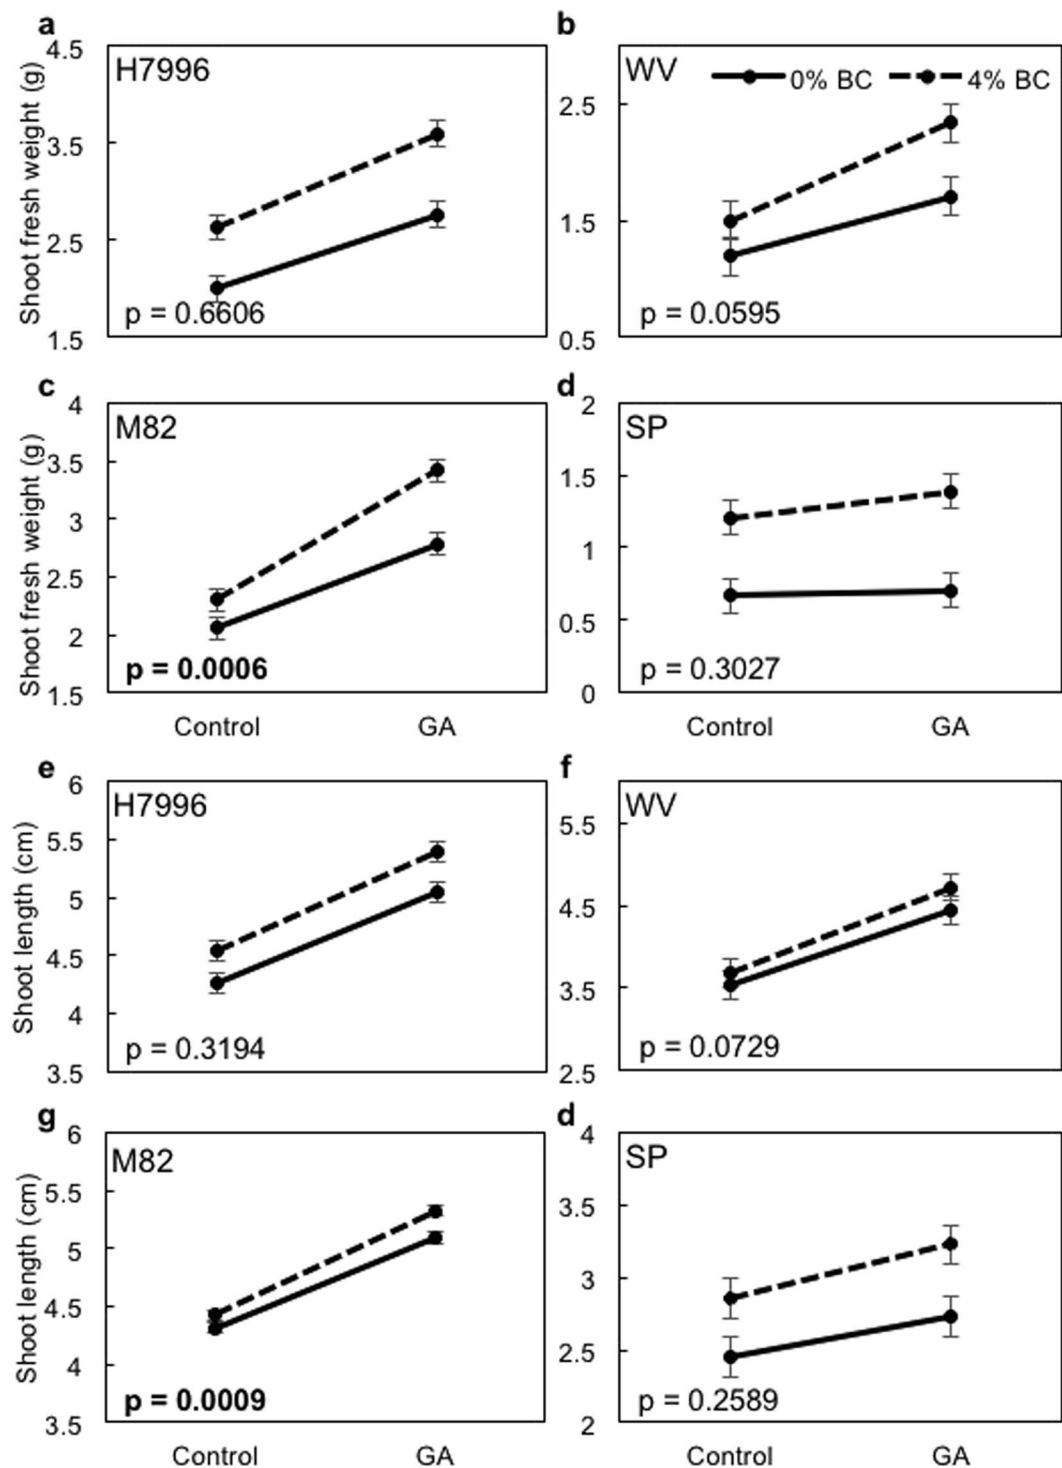 a
b
Shoot fresh weight (g)
4.5
3.5
2.5
1.5
H7996
p = 0.6606
2.5
1.5
0.5
WV
0% BC
4% BC
p = 0.0595
c
d
Shoot fresh weight (g)
4
3.5
3
2.5
2
1.5
M82
p = 0.0006
Control
GA
2
1.5
1
0.5
0
SP
p = 0.3027
Control
GA
e
f
Shoot length (cm)
6
5.5
5
4.5
4
3.5
H7996
p = 0.3194
5.5
4.5
3.5
2.5
WV
p = 0.0729
g
d
Shoot length (cm)
6
5.5
5
4.5
4
3.5
M82
p = 0.0009
Control
GA
4
3.5
3
2.5
2
SP
p = 0.2589
Control
GA